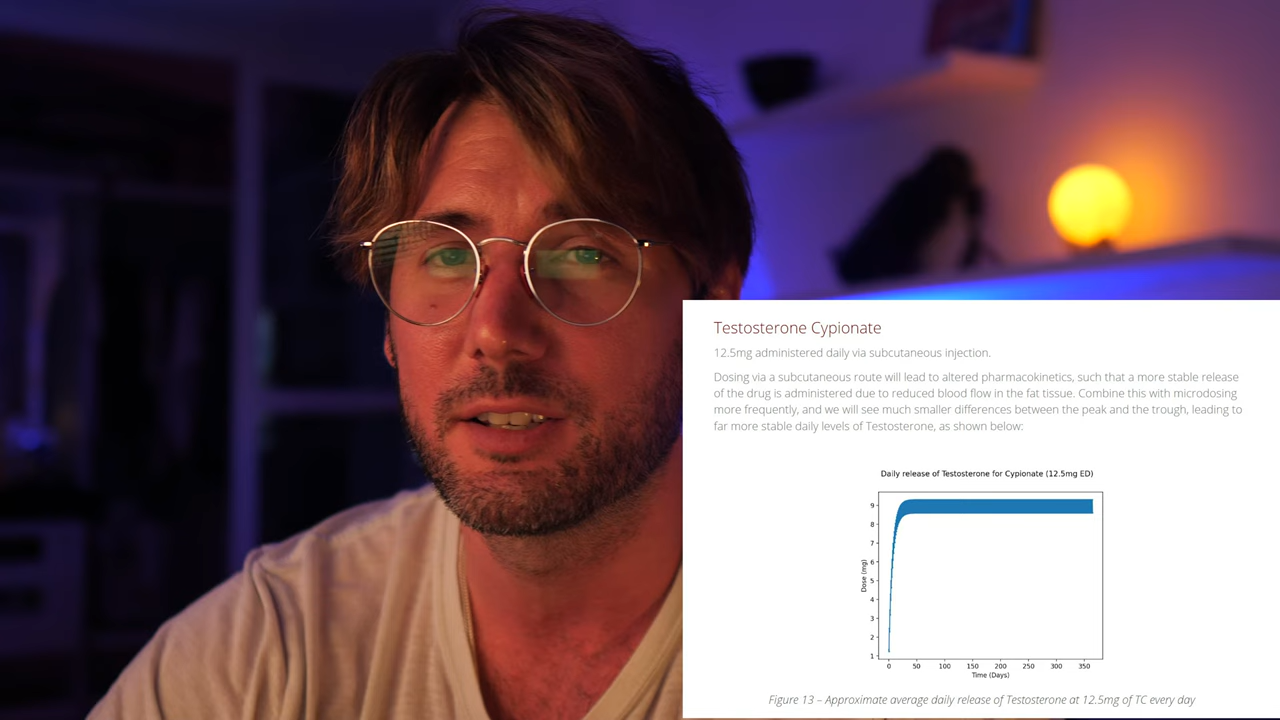 Testosterone Cypionate
12.5mg administered daily via subcutaneous injection.
Dosing via a subcutaneous route will lead to altered pharmacokinetics, such that a more stable release
of the drug is administered due to reduced blood flow in the fat tissue. Combine this with microdosing
more frequently, and we will see much smaller differences between the peak and the trough, leading to
far more stable daily levels of Testosterone, as shown below:
Daily release of Testosterone for Cypionate (12.5mg ED)
Dose (mg)
9
8
7
6
5
4
3
2
1
0 50 100 150 200 250 300 350
Time (Days)
Figure 13 – Approximate average daily release of Testosterone at 12.5mg of TC every day